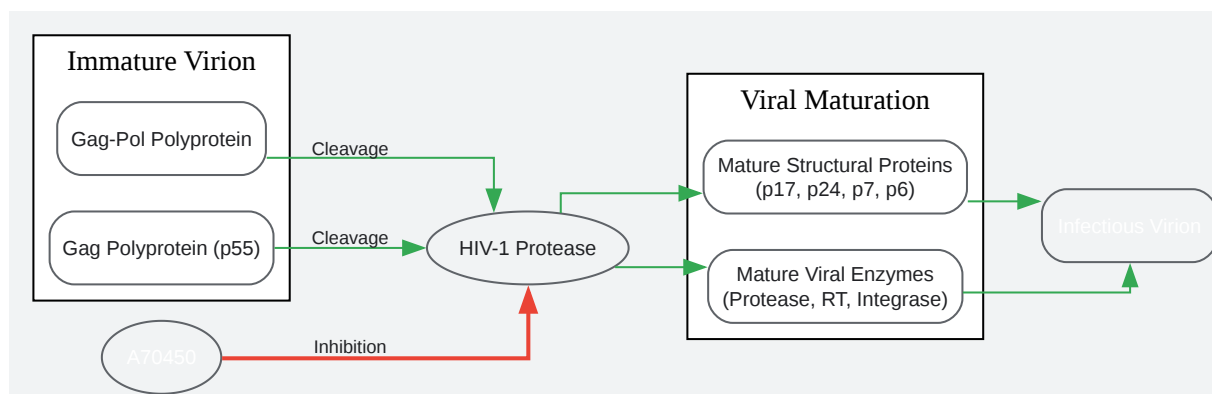 Immature Virion
Gag-Pol Polyprotein
Gag Polyprotein (p55)
A70450
Cleavage
Cleavage
Inhibition
HIV-1 Protease
Viral Maturation
Mature Structural Proteins
(p17, p24, p7, p6)
Mature Viral Enzymes
(Protease, RT, Integrase)
Infectious Virion